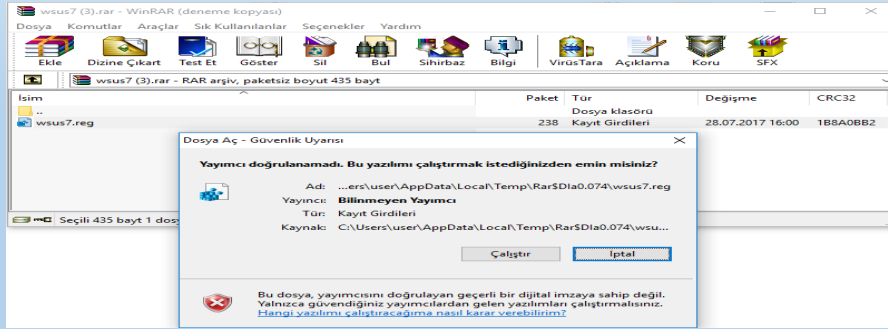 wsus7 (3).rar - WinRAR (deneme kopyası)
Dosya Komutlar Araçlar Sık Kullanılanlar Seçenekler Yardım
Ekle Dizine Çıkart Test Et Göster Sil Bul Sihirbaz Bilgi VirüsTara Açıklama Koru SFX
wsus7 (3).rar - RAR arşiv, paketsiz boyut 435 bayt
İsim Paket Tür Değişme CRC32
.. Dosya klasörü
wsus7.reg 238 Kayıt Girdileri 28.07.2017 16:00 1B8A0BB2
Dosya Aç - Güvenlik Uyarısı
Yayımcı doğrulanamadı. Bu yazılımı çalıştırmak istediğinizden emin misiniz?
Ad: ...ers\user\AppData\Local\Temp\Rar$DIa0.074\wsus7.reg
Yayıncı: Bilinmeyen Yayımcı
Tür: Kayıt Girdileri
Kaynak: C:\Users\user\AppData\Local\Temp\Rar$DIa0.074\wsu...
Seçili 435 bayt 1 dos
Çalıştır İptal
Bu dosya, yayımcısını doğrulayan geçerli bir dijital imzaya sahip değil.
Yalnızca güvendiğiniz yayımcılardan gelen yazılımları çalıştırmalısınız.
Hangi yazılımı çalıştıracağıma nasıl karar verebilirim?